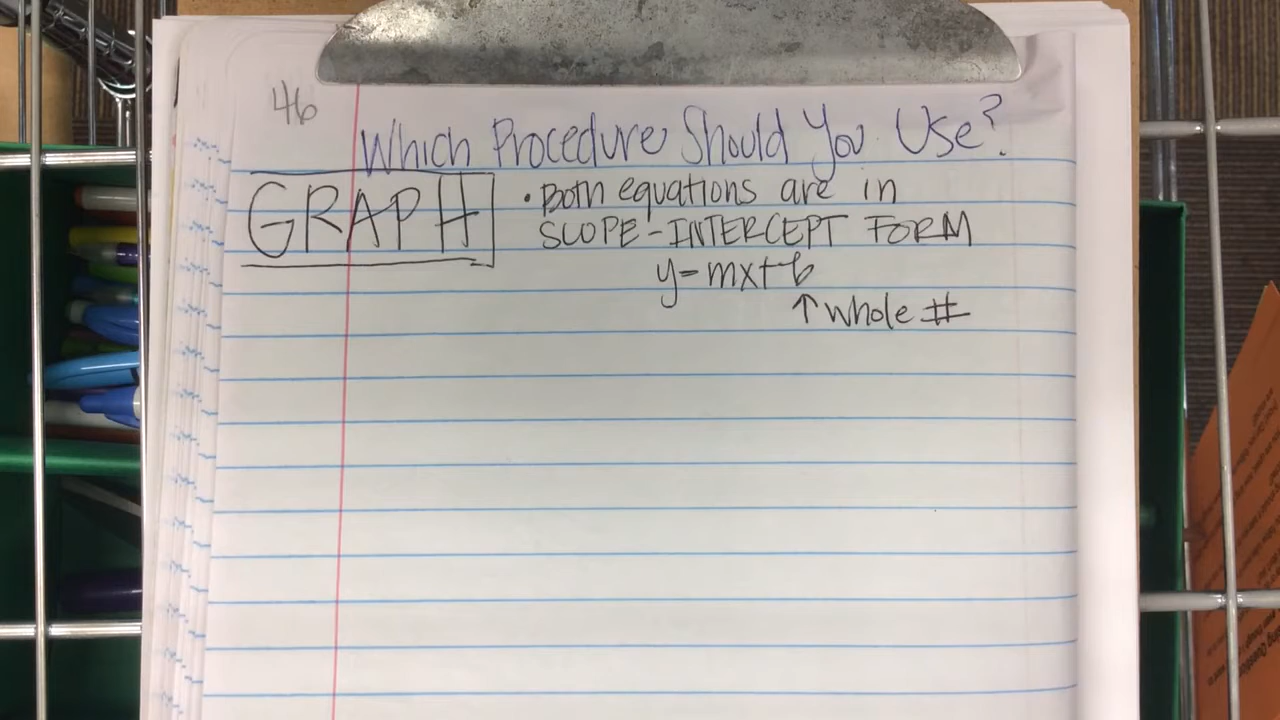 46
Which Procedure Should You Use?
GRAPH
• Both equations are in
SLOPE-INTERCEPT FORM
y=mx+b
↑ whole #